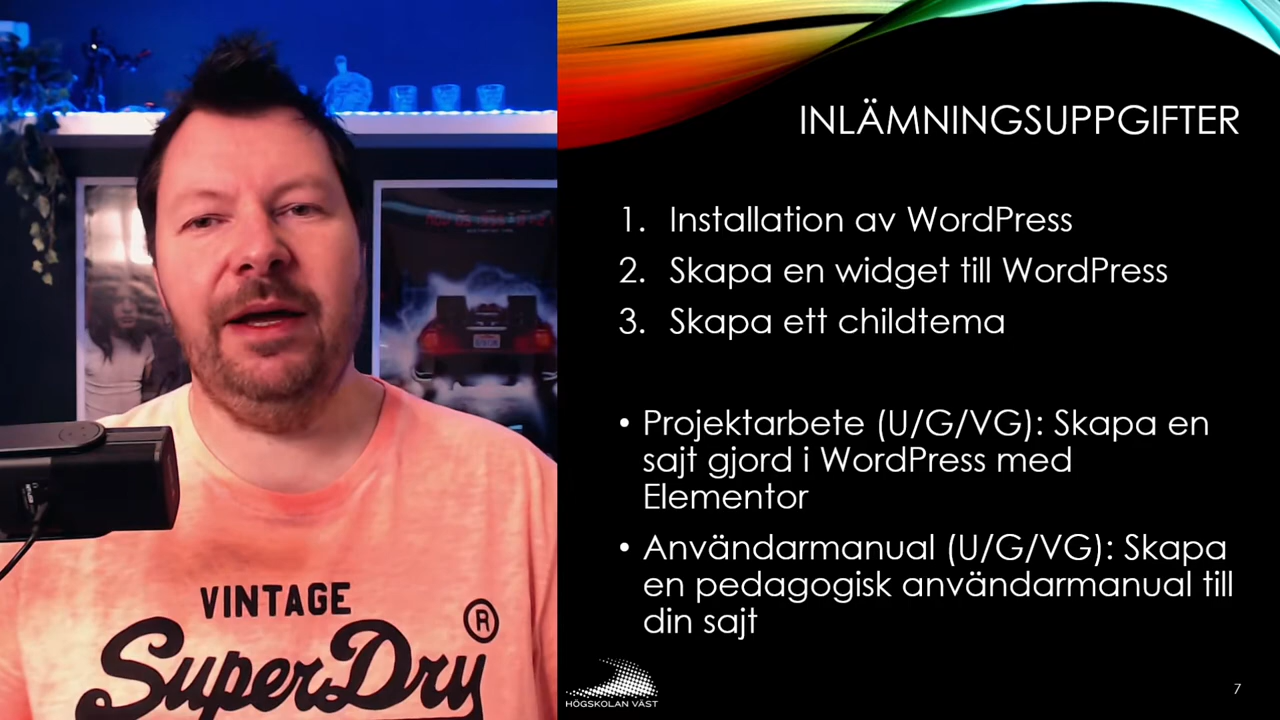 INLÄMNINGSUPPGIFTER
1. Installation av WordPress
2. Skapa en widget till WordPress
3. Skapa ett childtema
• Projektarbete (U/G/VG): Skapa en
sajt gjord i WordPress med
Elementor
• Användarmanual (U/G/VG): Skapa
en pedagogisk användarmanual till
din sajt
HÖGSKOLAN VÄST
7
VINTAGE
SuperDry
®